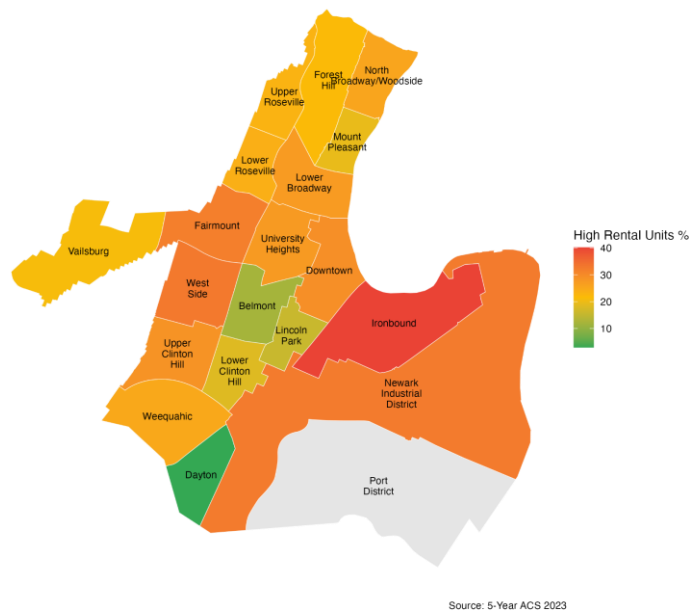 Forest
Hill
North
Broadway/Woodside
Upper
Roseville
Mount
Pleasant
Lower
Roseville
Lower
Broadway
Fairmount
Vailsburg
University
Heights
Downtown
West
Side
Belmont
Lincoln
Park
Ironbound
Upper
Clinton
Hill
Lower
Clinton
Hill
Newark
Industrial
District
Weequahic
Dayton
Port
District
High Rental Units %
40
30
20
10
Source: 5-Year ACS 2023